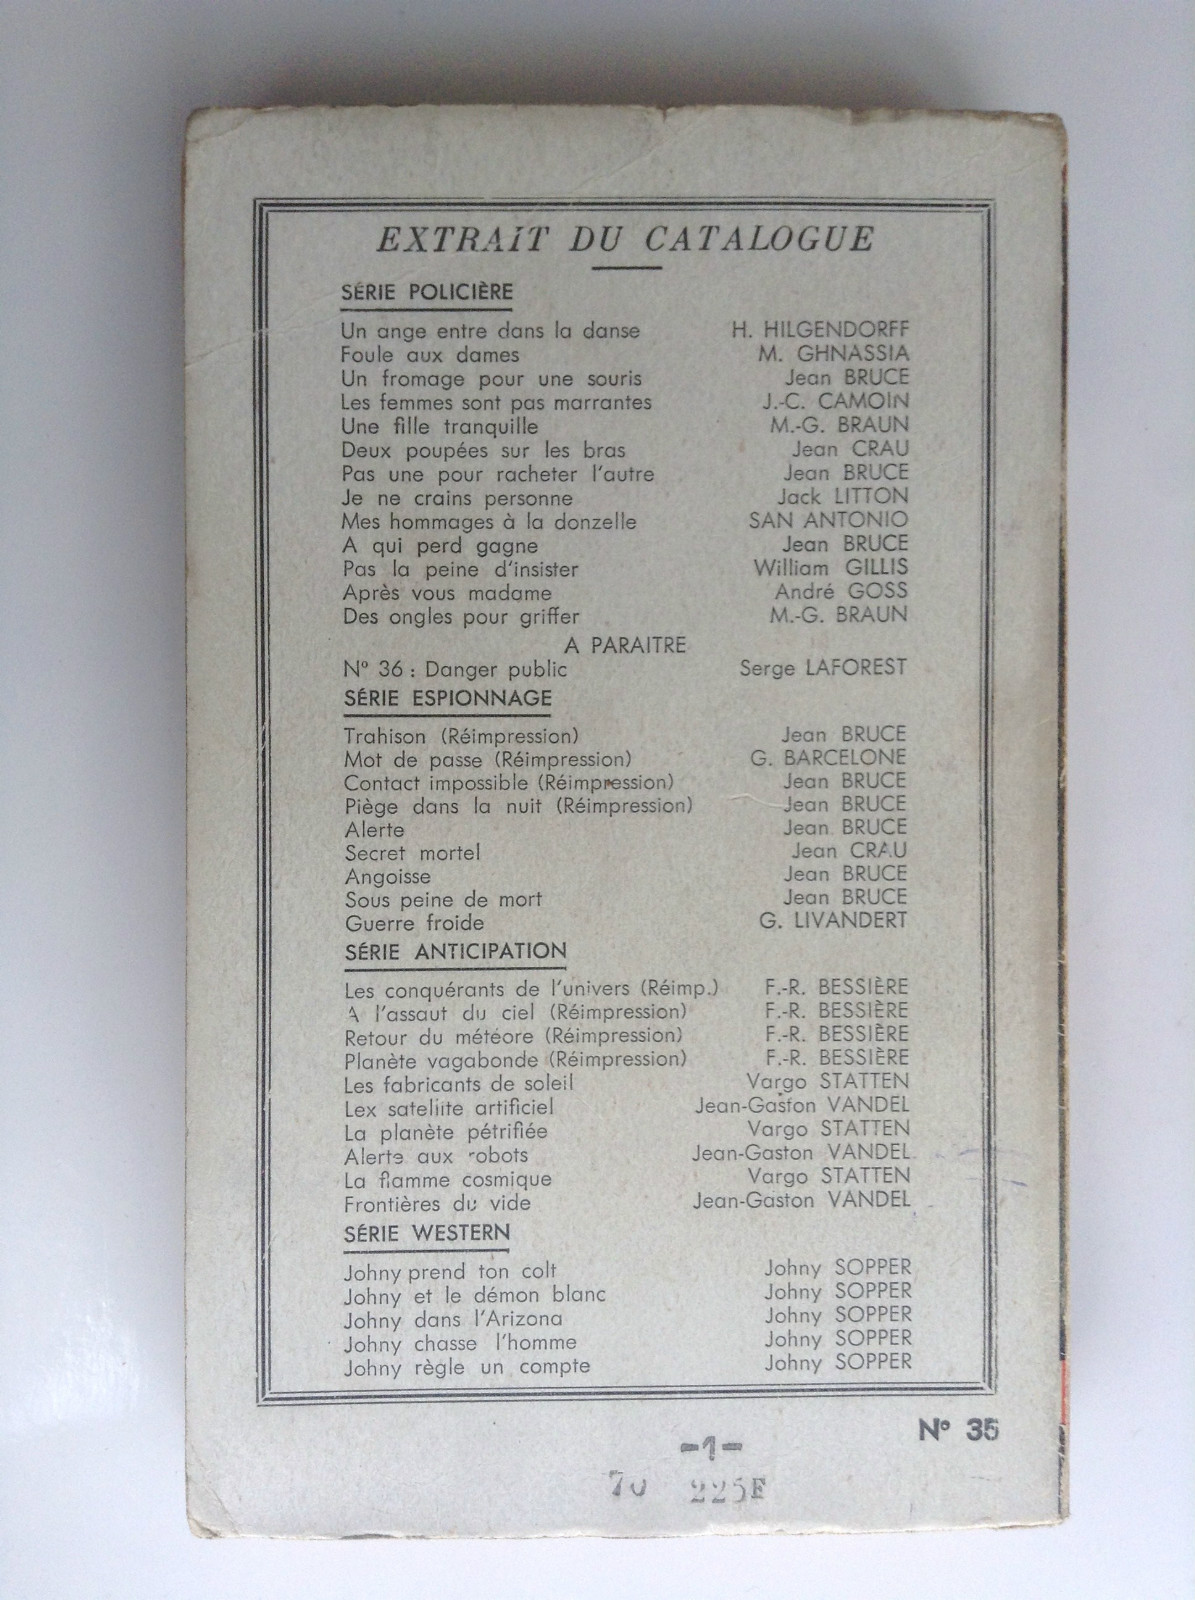 EXTRAIT DU CATALOGUE
SÉRIE POLICIÈRE
Un ange entre dans la danse H. HILGENDORFF
Foule aux dames M. GHNASSIA
Un fromage pour une souris Jean BRUCE
Les femmes sont pas marrantes J.-C. CAMOIN
Une fille tranquille M.-G. BRAUN
Deux poupées sur les bras Jean CRAU
Pas une pour racheter l'autre Jean BRUCE
Je ne crains personne Jack LITTON
Mes hommages à la donzelle SAN ANTONIO
A qui perd gagne Jean BRUCE
Pas la peine d'insister William GILLIS
Après vous madame André GOSS
Des ongles pour griffer M.-G. BRAUN
A PARAITRE
Nº 36 : Danger public Serge LAFOREST
SÉRIE ESPIONNAGE
Trahison (Réimpression) Jean BRUCE
Mot de passe (Réimpression) G. BARCELONE
Contact impossible (Réimpression) Jean BRUCE
Piège dans la nuit (Réimpression) Jean BRUCE
Alerte Jean BRUCE
Secret mortel Jean CRAU
Angoisse Jean BRUCE
Sous peine de mort Jean BRUCE
Guerre froide G. LIVANDERT
SÉRIE ANTICIPATION
Les conquérants de l'univers (Réimp.) F.-R. BESSIÈRE
A l'assaut du ciel (Réimpression) F.-R. BESSIÈRE
Retour du météore (Réimpression) F.-R. BESSIÈRE
Planète vagabonde (Réimpression) F.-R. BESSIÈRE
Les fabricants de soleil Vargo STATTEN
Lex satellite artificiel Jean-Gaston VANDEL
La planète pétrifiée Vargo STATTEN
Alerte aux robots Jean-Gaston VANDEL
La flamme cosmique Vargo STATTEN
Frontières du vide Jean-Gaston VANDEL
SÉRIE WESTERN
Johny prend ton colt Johny SOPPER
Johny et le démon blanc Johny SOPPER
Johny dans l'Arizona Johny SOPPER
Johny chasse l'homme Johny SOPPER
Johny règle un compte Johny SOPPER
Nº 35
-1-
70 225F